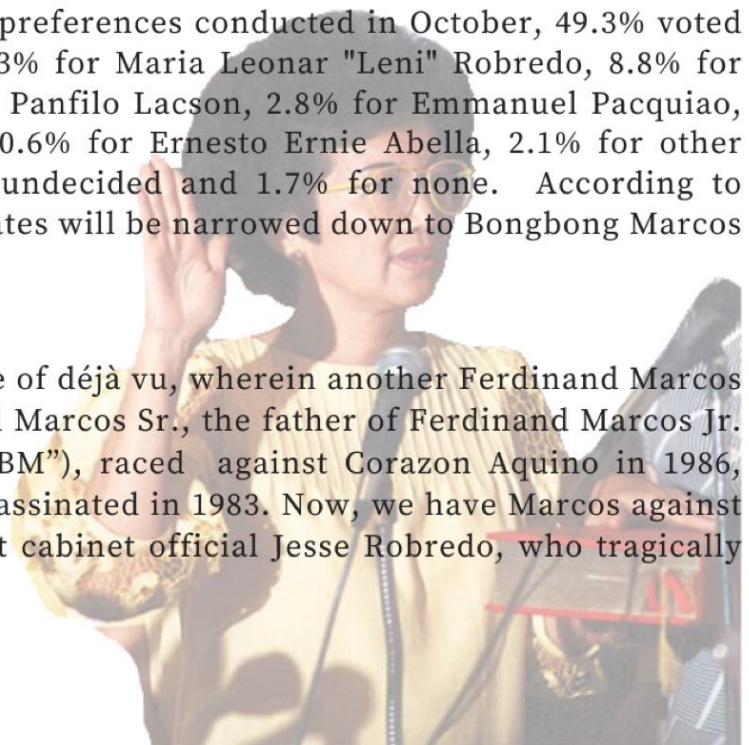 preferences conducted in October, 49.3% voted
3% for Maria Leonar "Leni" Robredo, 8.8% for
Panfilo Lacson, 2.8% for Emmanuel Pacquiao,
0.6% for Ernesto Ernie Abella, 2.1% for other
undecided and 1.7% for none. According to
ates will be narrowed down to Bongbong Marcos
e of déjà vu, wherein another Ferdinand Marcos
l Marcos Sr., the father of Ferdinand Marcos Jr.
BM”), raced against Corazon Aquino in 1986,
assinated in 1983. Now, we have Marcos against
t cabinet official Jesse Robredo, who tragically